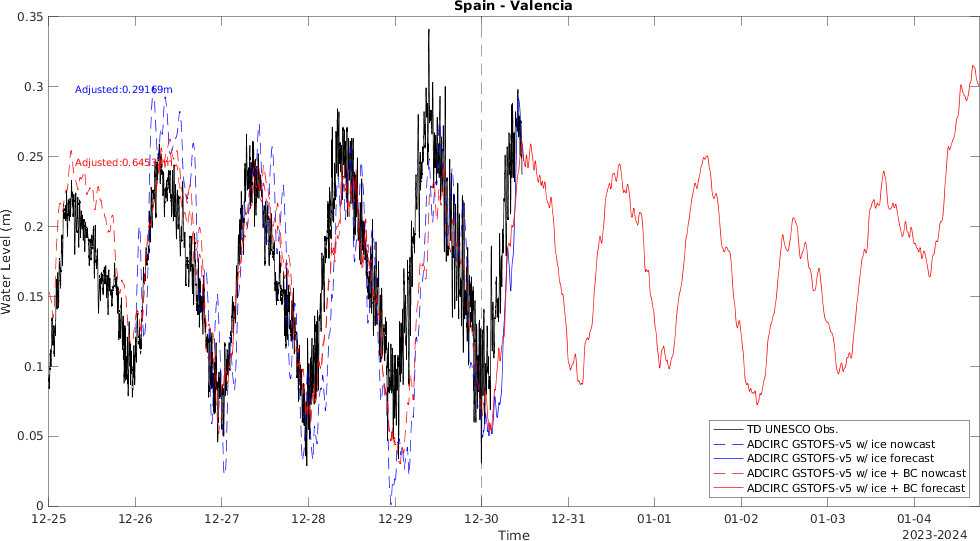 Spain - Valencia
0.35
0.3
0.25
0.2
0.15
0.1
0.05
0
Water Level (m)
Adjusted:0.29169m
12-25
12-26
12-27
12-28
12-29
12-30
12-31
01-01
01-02
01-03
01-04
Time
2023-2024
TD UNESCO Obs.
ADCIRC GSTOFS-v5 w/ ice nowcast
ADCIRC GSTOFS-v5 w/ ice forecast
ADCIRC GSTOFS-v5 w/ ice + BC nowcast
ADCIRC GSTOFS-v5 w/ ice + BC forecast